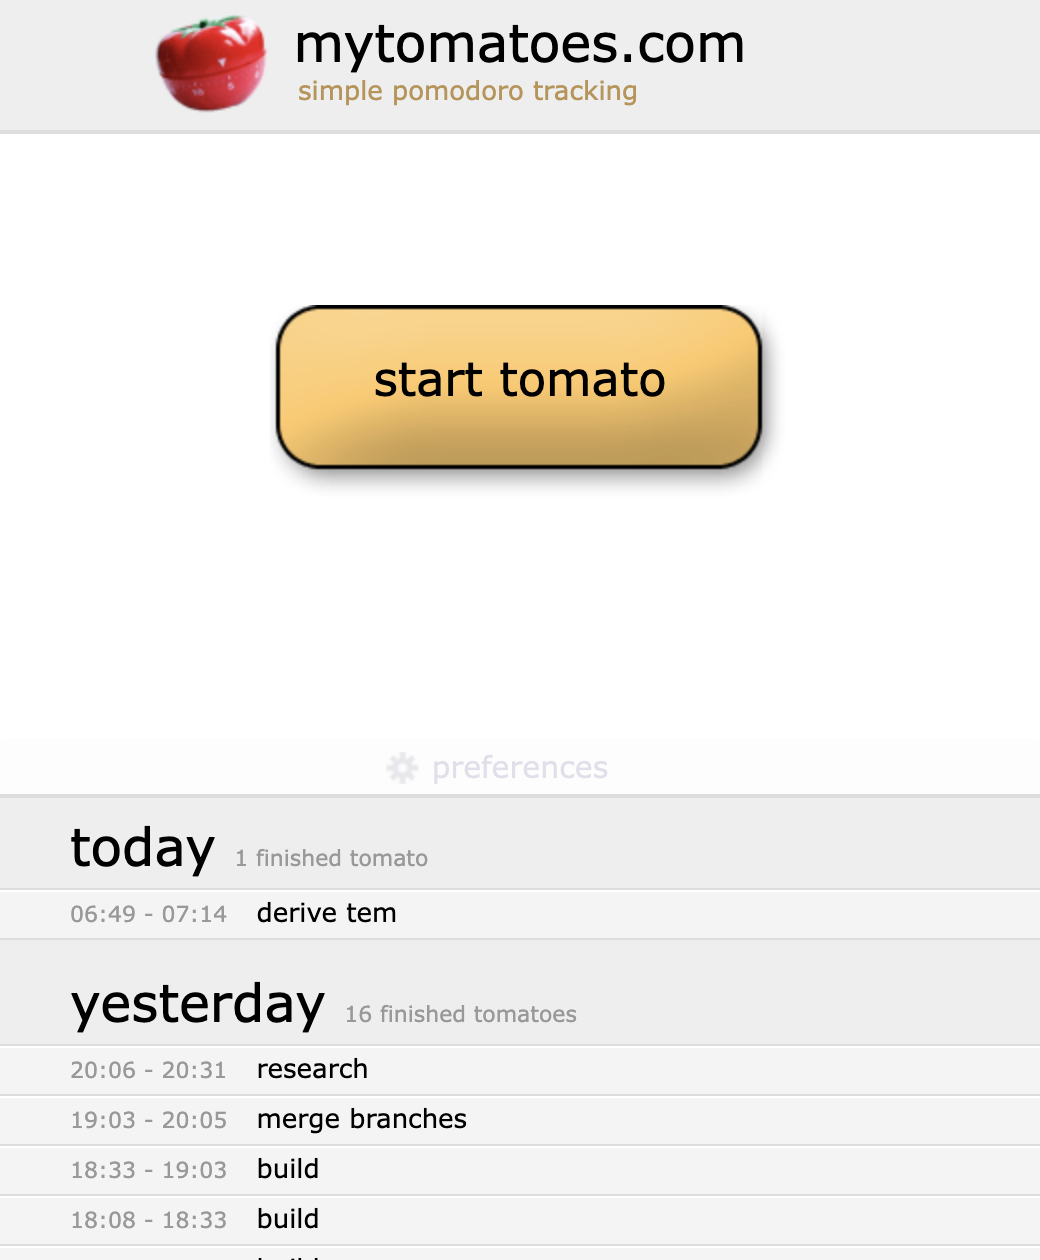 mytomatoes.com
simple pomodoro tracking
start tomato
preferences
today 1 finished tomato
06:49 - 07:14 derive tem
yesterday 16 finished tomatoes
20:06 - 20:31 research
19:03 - 20:05 merge branches
18:33 - 19:03 build
18:08 - 18:33 build